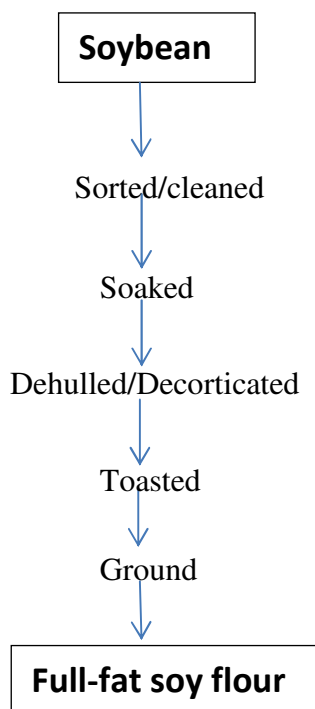 Soybean
Sorted/cleaned
Soaked
Dehulled/Decorticated
Toasted
Ground
Full-fat soy flour